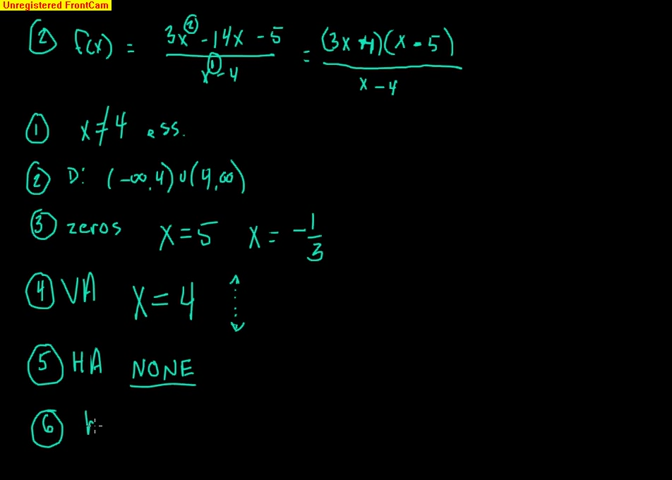 Unregistered FrontCam
② f(x) = 3x² - 14x - 5 / x¹ - 4 = (3x + 1)(x - 5) / x - 4
① x ≠ 4 ess.
② D: (-∞, 4) ∪ (4, ∞)
③ zeros x = 5 x = -1/3
④ VA x = 4
⑤ HA NONE
⑥